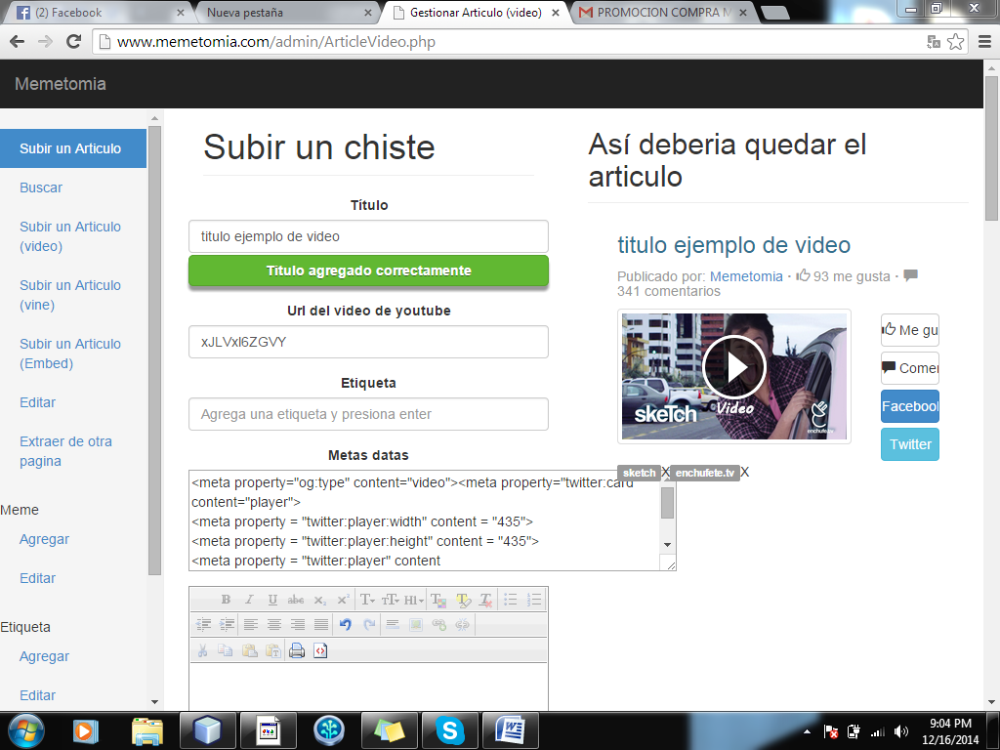 (2) Facebook
Nueva pestaña
Gestionar Articulo (video)
PROMOCION COMPRA M
www.memetomia.com/admin/ArticleVideo.php
Memetomia
Subir un Articulo
Buscar
Subir un Articulo
(video)
Subir un Articulo
(vine)
Subir un Articulo
(Embed)
Editar
Extraer de otra
pagina
Meme
Agregar
Editar
Etiqueta
Agregar
Editar
Subir un chiste
Título
titulo ejemplo de video
Titulo agregado correctamente
Url del video de youtube
xJLVxI6ZGVY
Etiqueta
Agrega una etiqueta y presiona enter
Metas datas
<meta property="og:type" content="video"><meta property="twitter:card"
content="player">
<meta property = "twitter:player:width" content = "435">
<meta property = "twitter:player:height" content = "435">
<meta property = "twitter:player" content
Así deberia quedar el
articulo
titulo ejemplo de video
Publicado por: Memetomia · 93 me gusta ·
341 comentarios
skeTch
Video
enchufe.tv
Me gu
Comen
Facebook
Twitter
sketch X enchufete.tv X
9:04 PM
12/16/2014